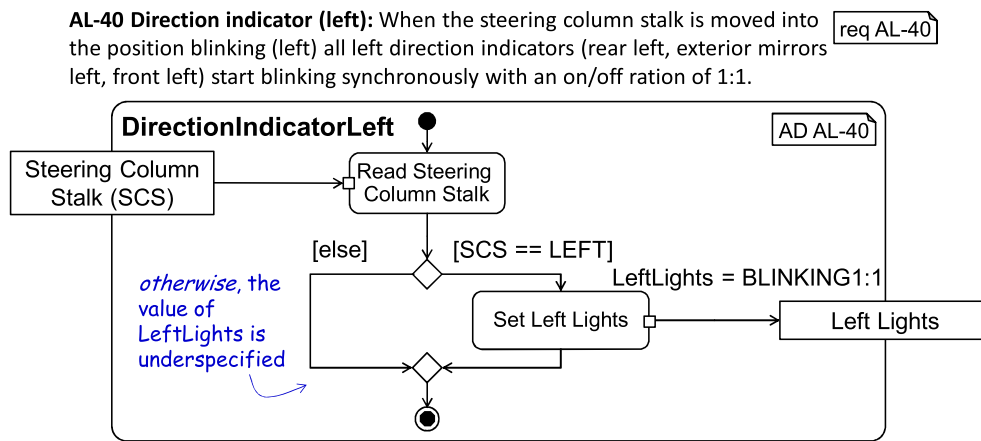 AL-40 Direction indicator (left): When the steering column stalk is moved into
the position blinking (left) all left direction indicators (rear left, exterior mirrors
left, front left) start blinking synchronously with an on/off ration of 1:1.
req AL-40
DirectionIndicatorLeft
AD AL-40
Steering Column
Stalk (SCS)
Read Steering
Column Stalk
[else]
[SCS == LEFT]
LeftLights = BLINKING1:1
otherwise, the
value of
LeftLights is
underspecified
Set Left Lights
Left Lights